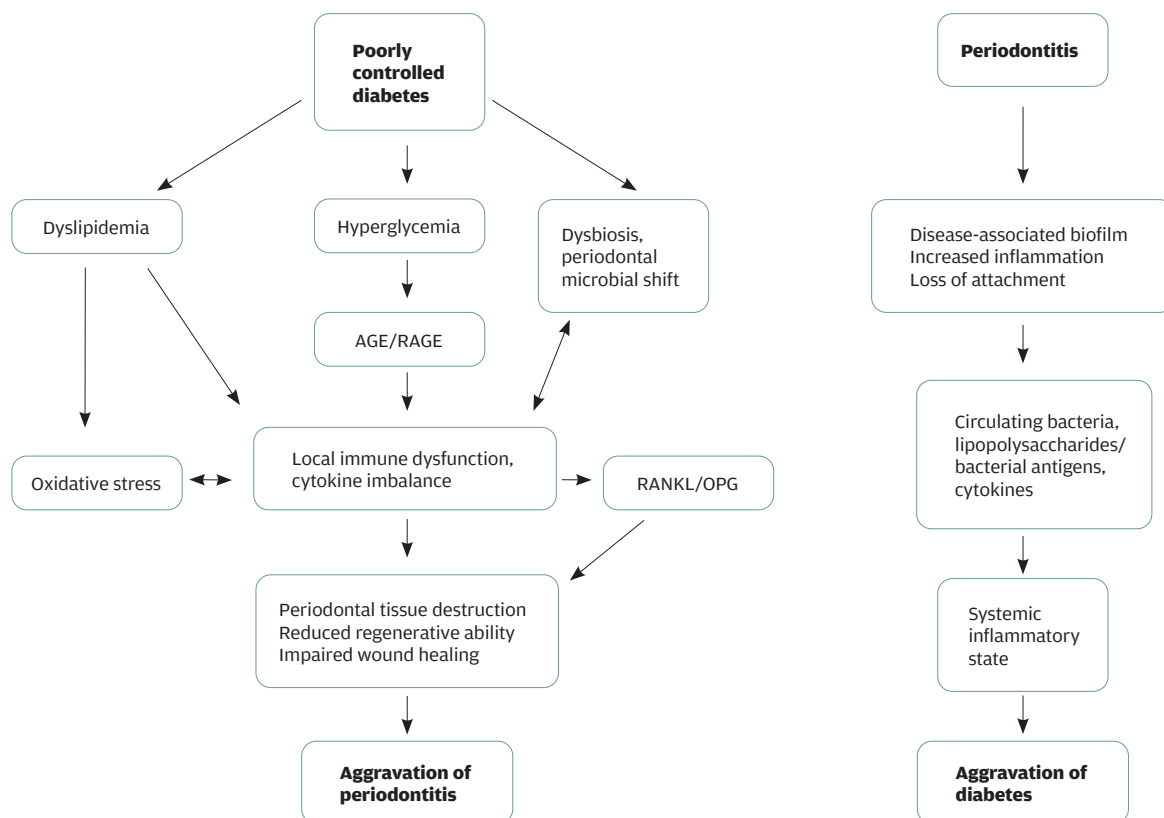 Poorly
controlled
diabetes
Dyslipidemia
Hyperglycemia
Dysbiosis,
periodontal
microbial shift
AGE/RAGE
Oxidative stress
Local immune dysfunction,
cytokine imbalance
RANKL/OPG
Periodontal tissue destruction
Reduced regenerative ability
Impaired wound healing
Aggravation of
periodontitis
Periodontitis
Disease-associated biofilm
Increased inflammation
Loss of attachment
Circulating bacteria,
lipopolysaccharides/
bacterial antigens,
cytokines
Systemic
inflammatory
state
Aggravation of
diabetes